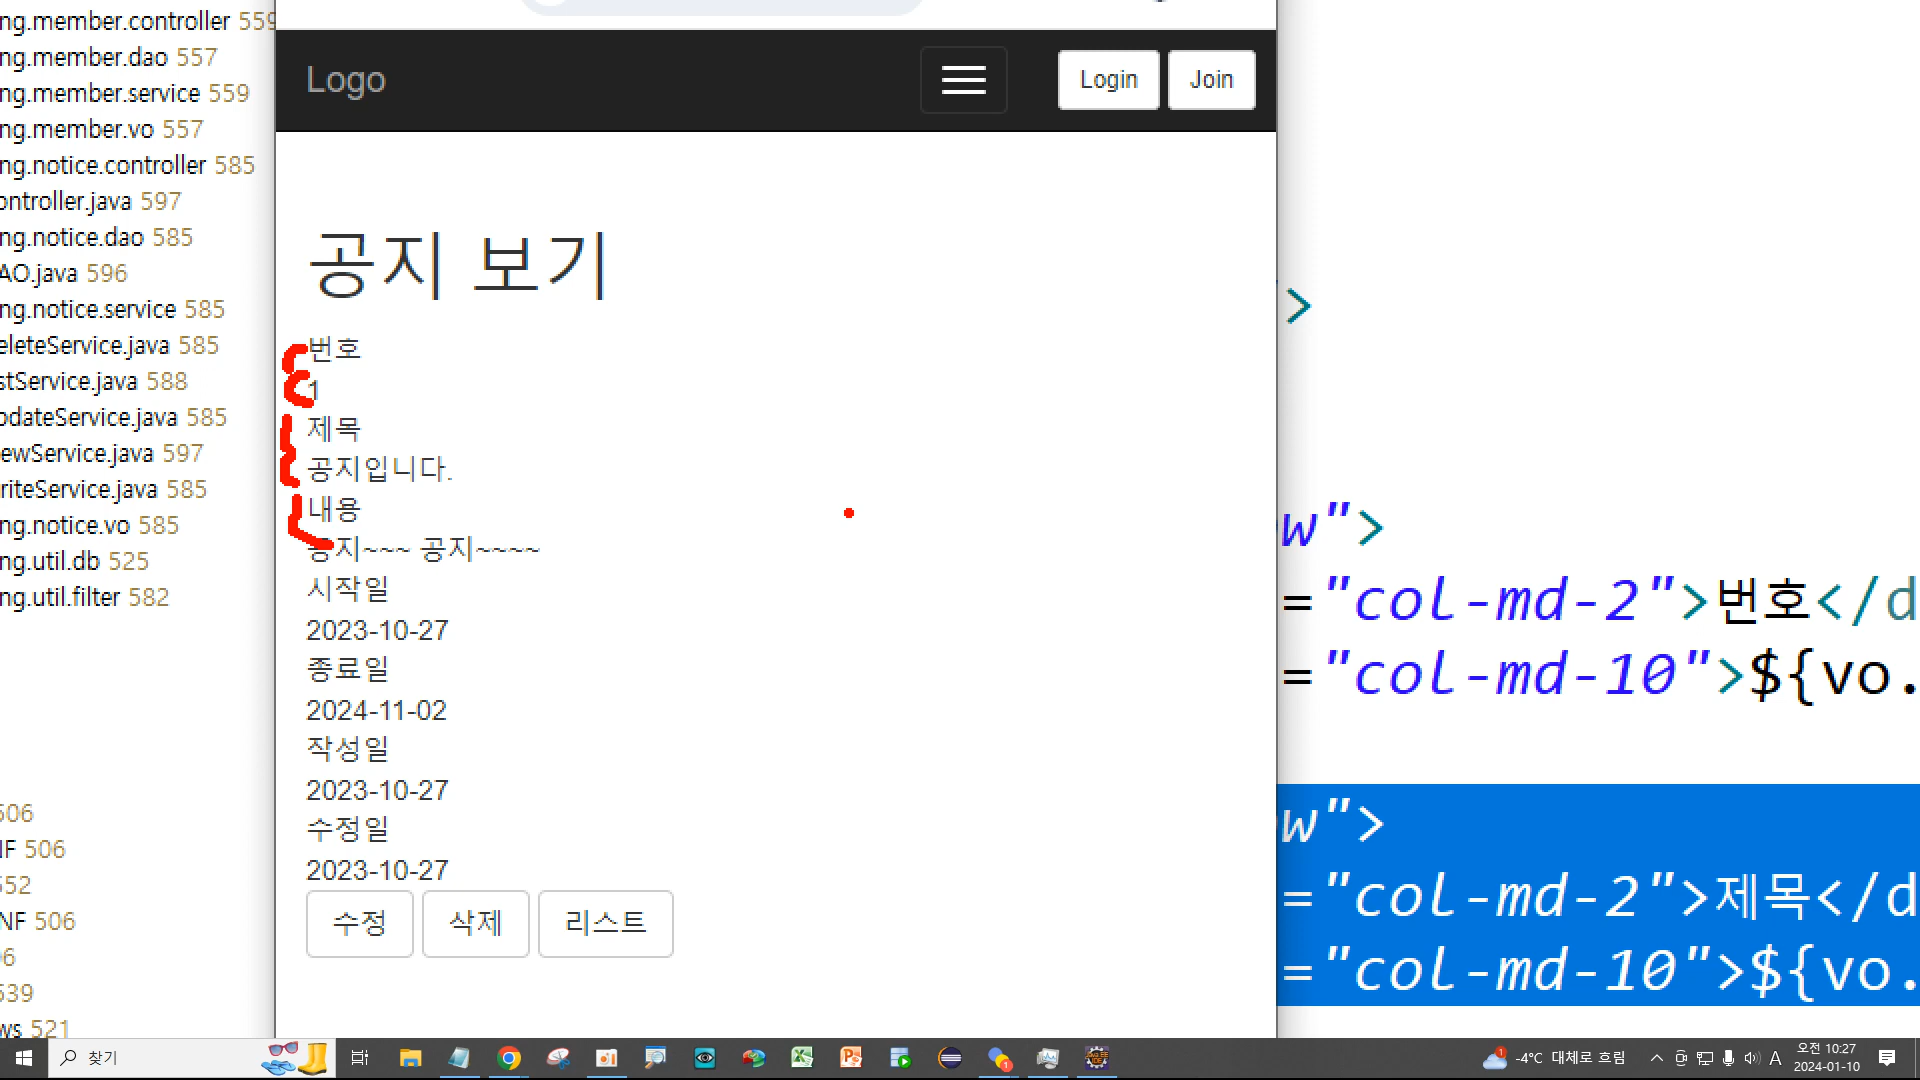 ng.member.controller 559
ng.member.dao 557
ng.member.service 559
ng.member.vo 557
ng.notice.controller 585
ontroller.java 597
ng.notice.dao 585
AO.java 596
ng.notice.service 585
eleteService.java 585
stService.java 588
odateService.java 585
ewService.java 597
riteService.java 585
ng.notice.vo 585
ng.util.db 525
ng.util.filter 582
506
NF 506
552
NF 506
06
539
ws 521
Logo
Login
Join
공지 보기
번호
1
제목
공지입니다.
내용
공지~~~ 공지~~~~
시작일
2023-10-27
종료일
2024-11-02
작성일
2023-10-27
수정일
2023-10-27
수정 삭제 리스트
>
w">
="col-md-2">번호</d
="col-md-10">${vo.
w">
="col-md-2">제목</d
="col-md-10">${vo.
찾기
-4°C 대체로 흐림
A
오전 10:27
2024-01-10